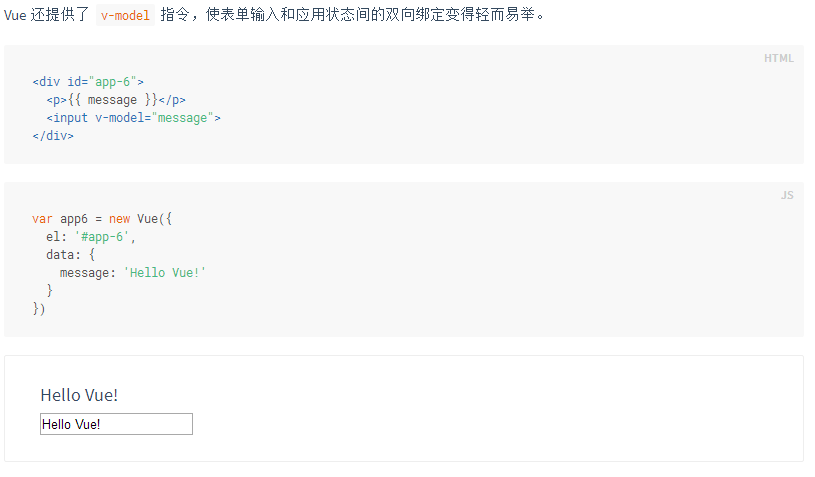 Vue 还提供了 v-model 指令，使表单输入和应用状态间的双向绑定变得轻而易举。
HTML
<div id="app-6">
  <p>{{ message }}</p>
  <input v-model="message">
</div>
JS
var app6 = new Vue({
  el: '#app-6',
  data: {
    message: 'Hello Vue!'
  }
})
Hello Vue!
Hello Vue!